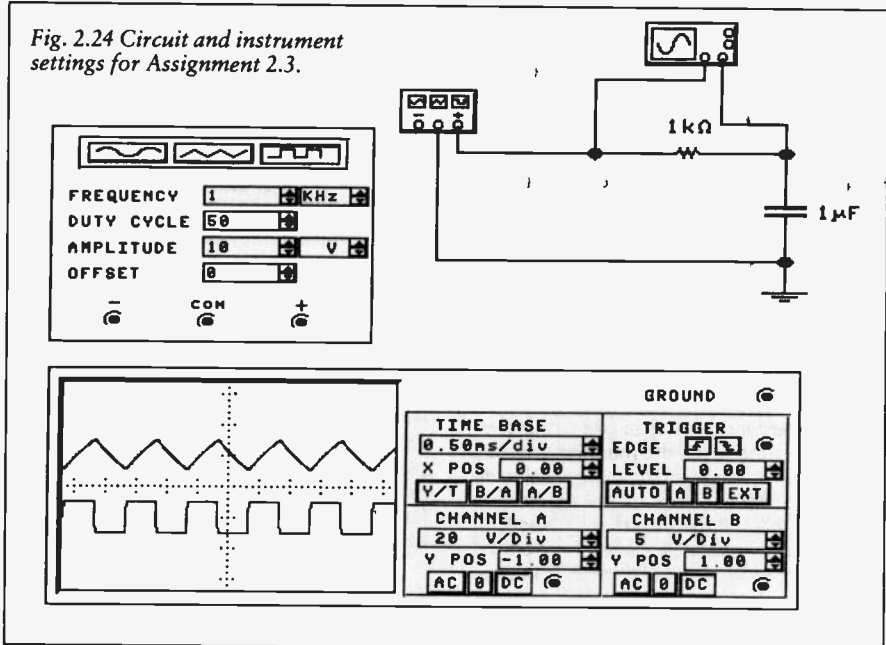 Fig. 2.24 Circuit and instrument
settings for Assignment 2.3.
1kΩ
1µF
FREQUENCY 1 KHz
DUTY CYCLE 50
AMPLITUDE 10 V
OFFSET 0
− COM +
− +
GROUND
TIME BASE
0.50ms/div
X POS 0.00
Y/T B/A A/B
TRIGGER
EDGE
LEVEL 0.00
AUTO A B EXT
CHANNEL A
20 V/Div
Y POS -1.00
AC 0 DC
CHANNEL B
5 V/Div
Y POS 1.00
AC 0 DC